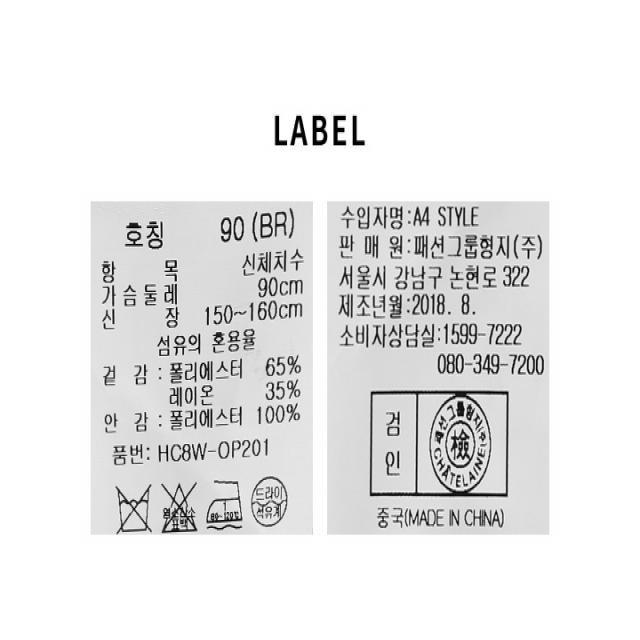 LABEL
호칭 90 (BR)
항 목 신체치수
가슴둘레 90cm
신 장 150~160cm
섬유의 혼용율
겉 감 : 폴리에스터 65%
레이온 35%
안 감 : 폴리에스터 100%
품번: HC8W-OP201
염소산소
표백
80~120℃
드라이
석유계
수입자명:A4 STYLE
판 매 원:패션그룹형지(주)
서울시 강남구 논현로 322
제조년월:2018. 8.
소비자상담실:1599-7222
080-349-7200
검
인
패션그룹형지(주)
檢
CHATELAINE
중국(MADE IN CHINA)